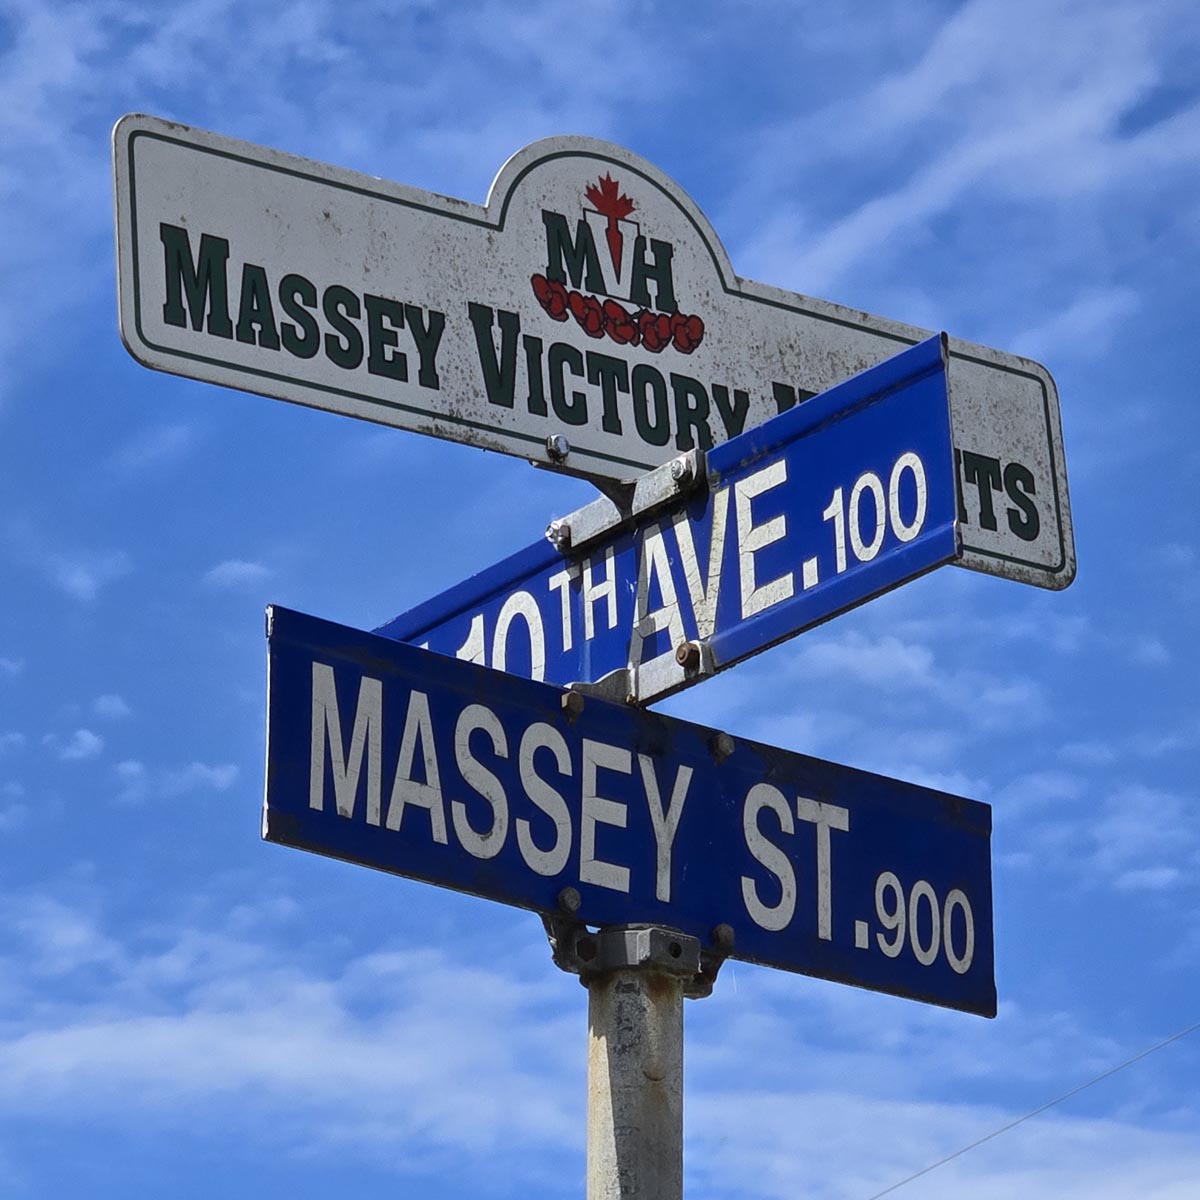 MVH
MASSEY VICTORY
10TH AVE. 100
MASSEY ST. 900